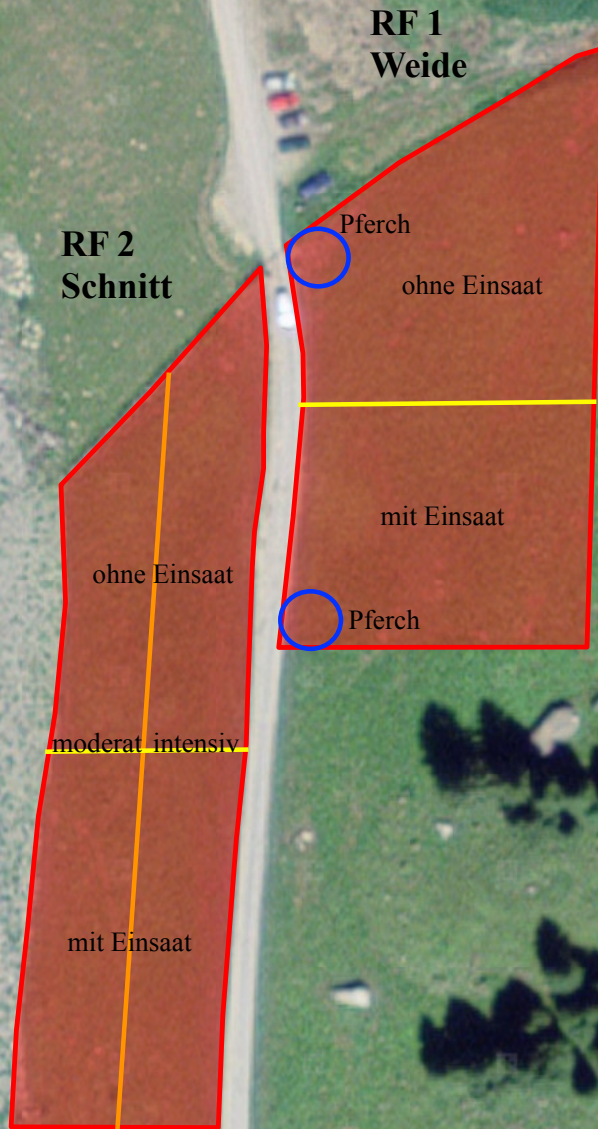 RF 1
Weide
Pferch
RF 2
Schnitt
ohne Einsaat
mit Einsaat
ohne Einsaat
Pferch
moderat intensiv
mit Einsaat